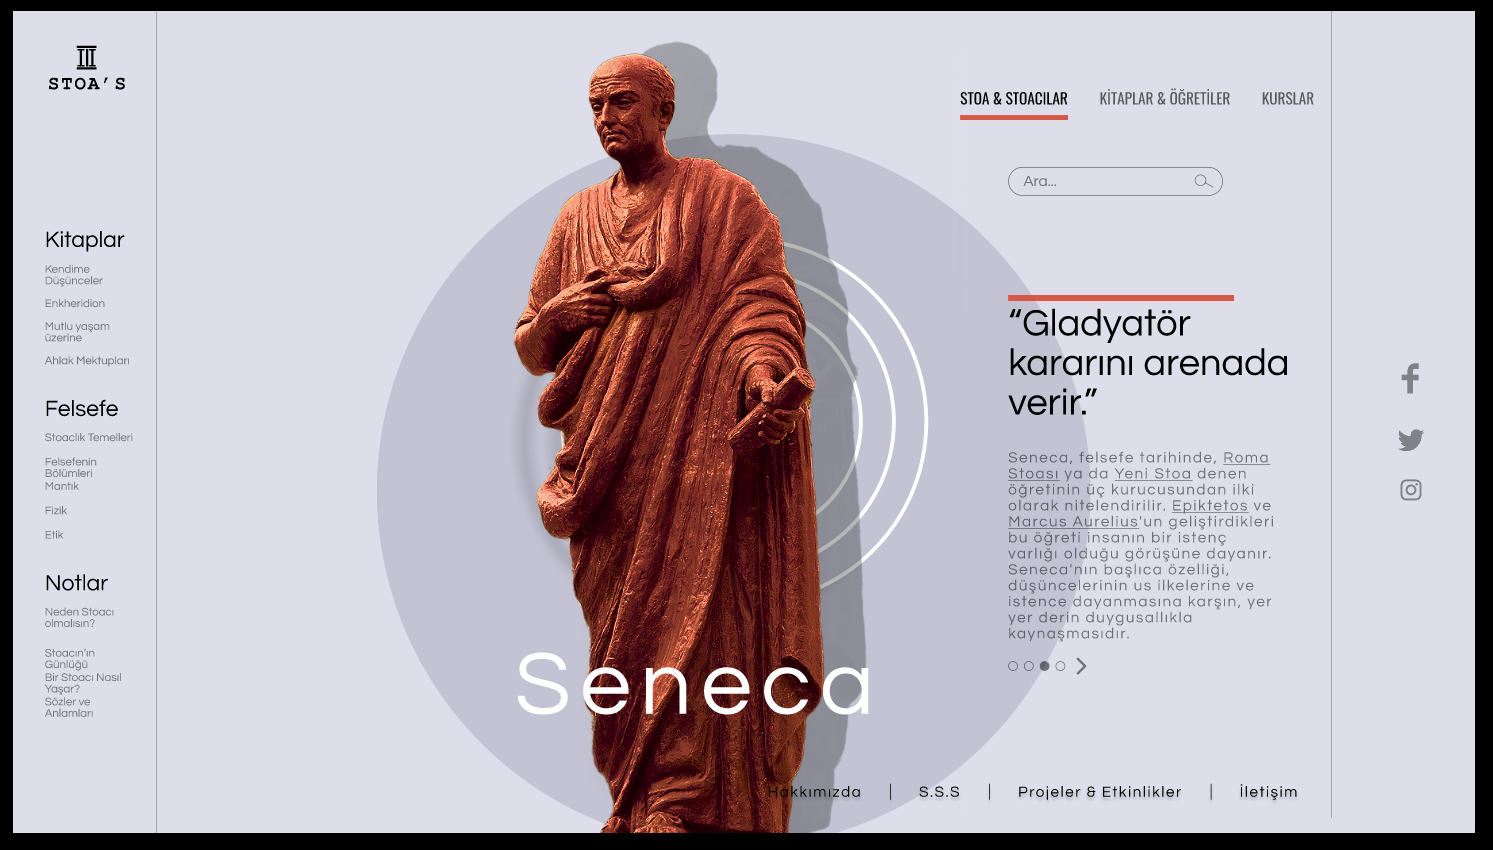 STOA'S
STOA & STOACILAR
KİTAPLAR & ÖĞRETİLER
KURSLAR
Ara...
Kitaplar
Kendime
Düşünceler
Enkheridion
Mutlu yaşam
üzerine
Ahlak Mektupları
Felsefe
Stoaclık Temelleri
Felsefenin
Bölümleri
Mantık
Fizik
Etik
Notlar
Neden Stoacı
olmalısın?
Stoacın'ın
Günlüğü
Bir Stoacı Nasıl
Yaşar?
Sözler ve
Anlamları
Seneca
“Gladyatör
kararını arenada
verir.”
Seneca, felsefe tarihinde, Roma
Stoası ya da Yeni Stoa denen
öğretinin üç kurucusundan ilki
olarak nitelendirilir. Epiktetos ve
Marcus Aurelius'un geliştirdikleri
bu öğreti insanın bir istenç
varlığı olduğu görüşüne dayanır.
Seneca'nın başlıca özelliği,
düşüncelerinin us ilkelerine ve
istence dayanmasına karşın, yer
yer derin duygusallıkla
kaynaşmasıdır.
Hakkımızda | S.S.S | Projeler & Etkinlikler | İletişim